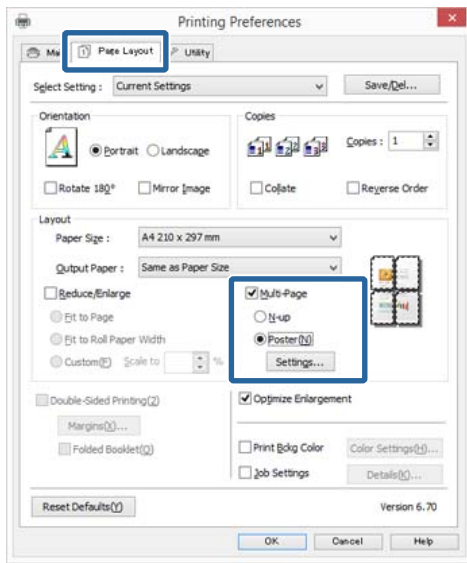 Printing Preferences
Page Layout
Utility
Select Setting : Current Settings Save/Del...
Orientation Copies
Portrait Landscape Copies : 1
Rotate 180° Mirror Image Collate Reverse Order
Layout
Paper Size : A4 210 x 297 mm
Output Paper : Same as Paper Size
Reduce/Enlarge Multi-Page
Fit to Page N-up
Fit to Roll Paper Width Poster(N)
Custom(F) Scale to % Settings...
Double-Sided Printing(2) Optimize Enlargement
Margins(X)...
Folded Booklet(Q) Print Bckg Color Color Settings(H)...
Job Settings Details(K)...
Reset Defaults(Y) Version 6.70
OK Cancel Help